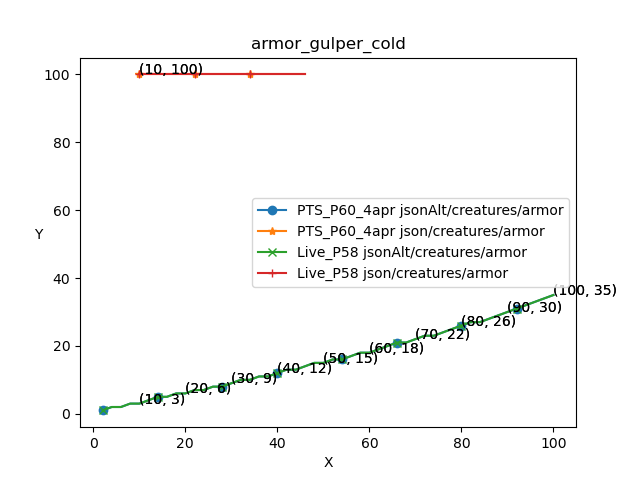 armor_gulper_cold
100
(10, 100)
80
60
PTS_P60_4apr jsonAlt/creatures/armor
PTS_P60_4apr json/creatures/armor
Y
Live_P58 jsonAlt/creatures/armor
Live_P58 json/creatures/armor
40
(100, 35)
(90, 30)
(80, 26)
(70, 22)
20
(60, 18)
(50, 15)
(40, 12)
(30, 9)
(20, 6)
(10, 3)
0
0 20 40 60 80 100
X